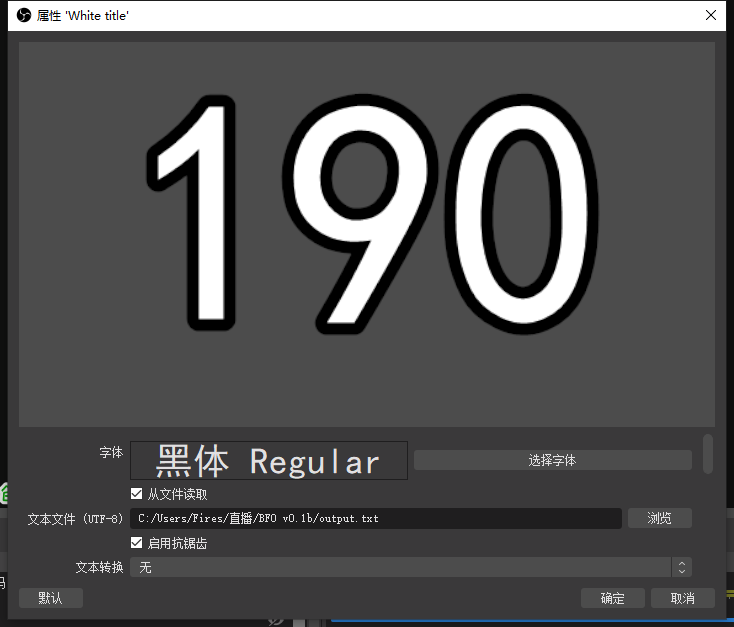 属性 'White title'
190
字体
黑体 Regular
选择字体
从文件读取
文本文件 (UTF-8)
C:/Users/Fires/直播/BFO v0.1b/output.txt
浏览
启用抗锯齿
文本转换
无
默认
确定
取消